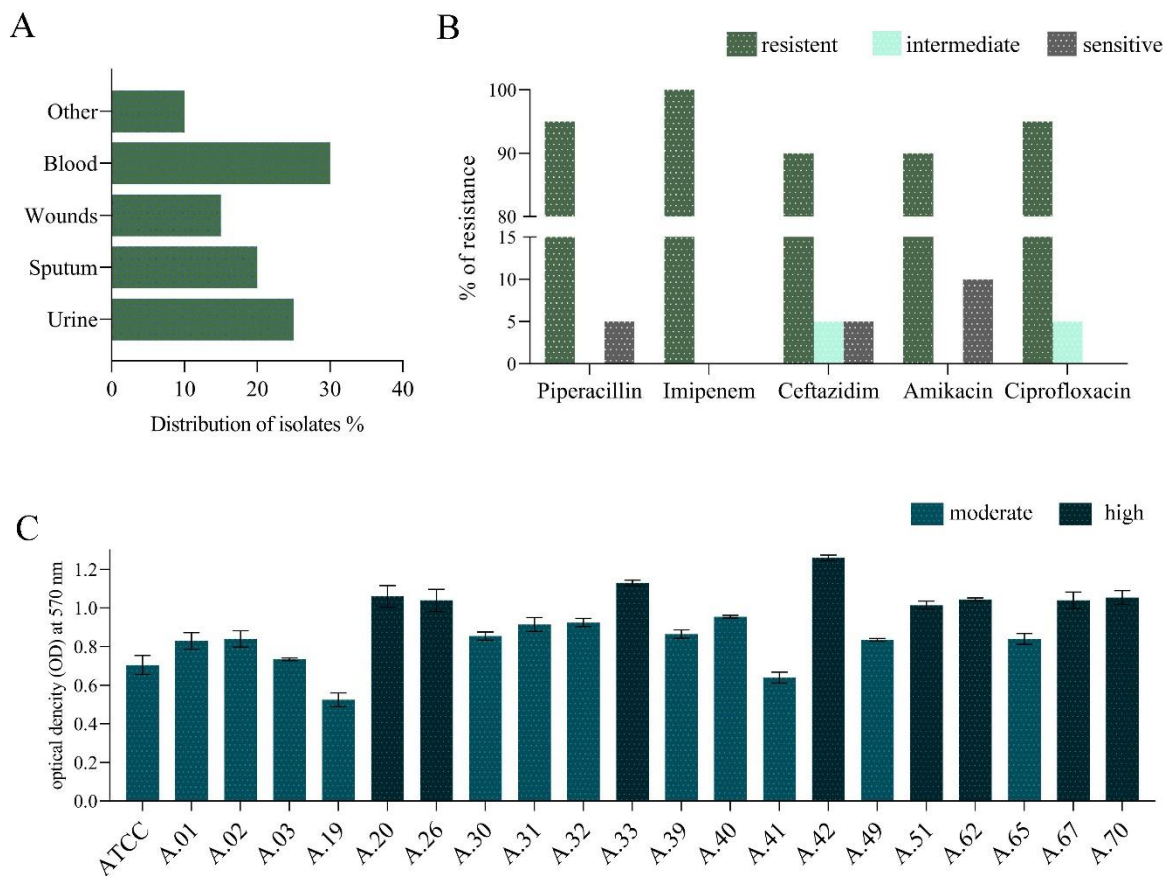 A
Other
Blood
Wounds
Sputum
Urine
0 10 20 30 40
Distribution of isolates %
B
resistent intermediate sensitive
% of resistance
100
90
80
15
10
5
0
Piperacillin Imipenem Ceftazidim Amikacin Ciprofloxacin
C
moderate high
optical dencity (OD) at 570 nm
1.2
1.0
0.8
0.6
0.4
0.2
0.0
ATCC A.01 A.02 A.03 A.19 A.20 A.26 A.30 A.31 A.32 A.33 A.39 A.40 A.41 A.42 A.49 A.51 A.62 A.65 A.67 A.70